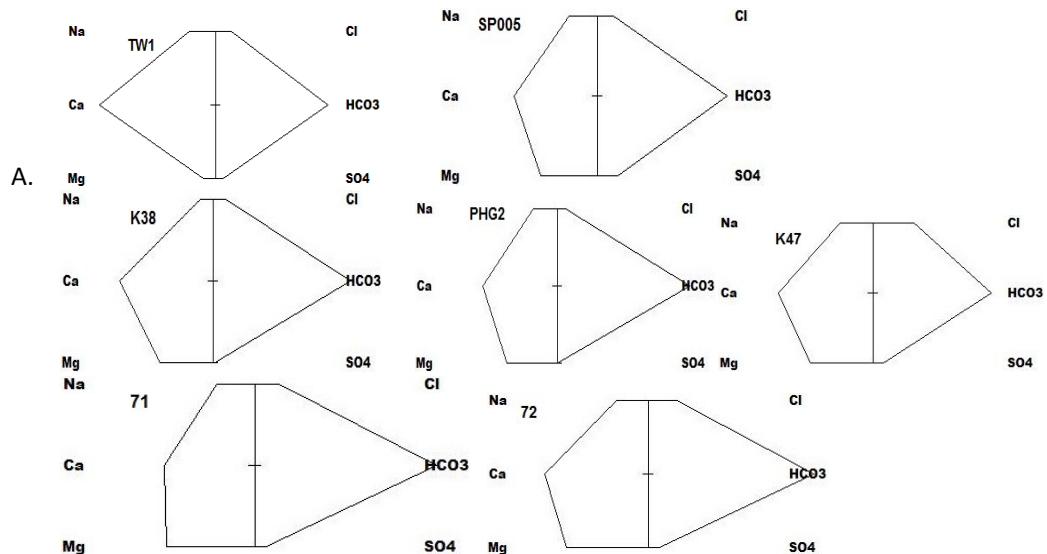 A.
Na TW1 Cl
Ca HCO3
Mg SO4
Na SP005 Cl
Ca HCO3
Mg SO4
Na K38 Cl
Ca HCO3
Mg SO4
Na PHG2 Cl
Ca HCO3
Mg SO4
Na K47 Cl
Ca HCO3
Mg SO4
Na 71 Cl
Ca HCO3
Mg SO4
Na 72 Cl
Ca HCO3
Mg SO4